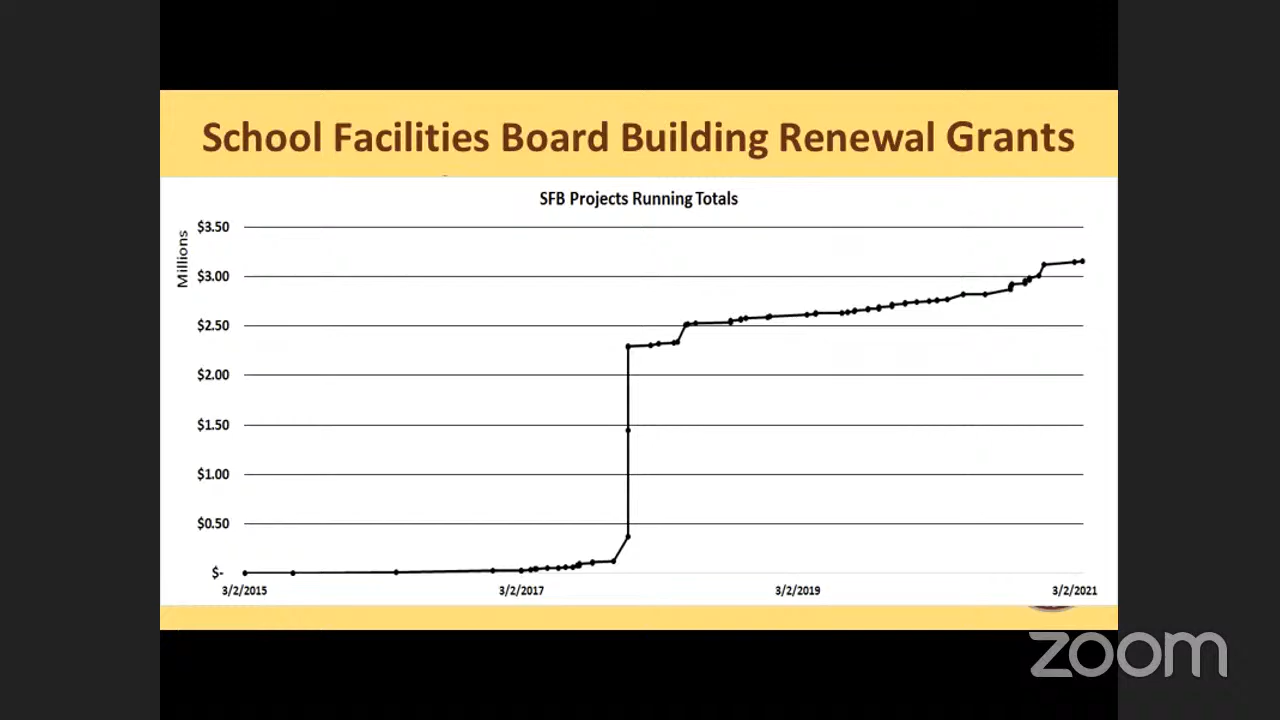 School Facilities Board Building Renewal Grants
SFB Projects Running Totals
Millions
$3.50
$3.00
$2.50
$2.00
$1.50
$1.00
$0.50
$-
3/2/2015 3/2/2017 3/2/2019 3/2/2021
zoom